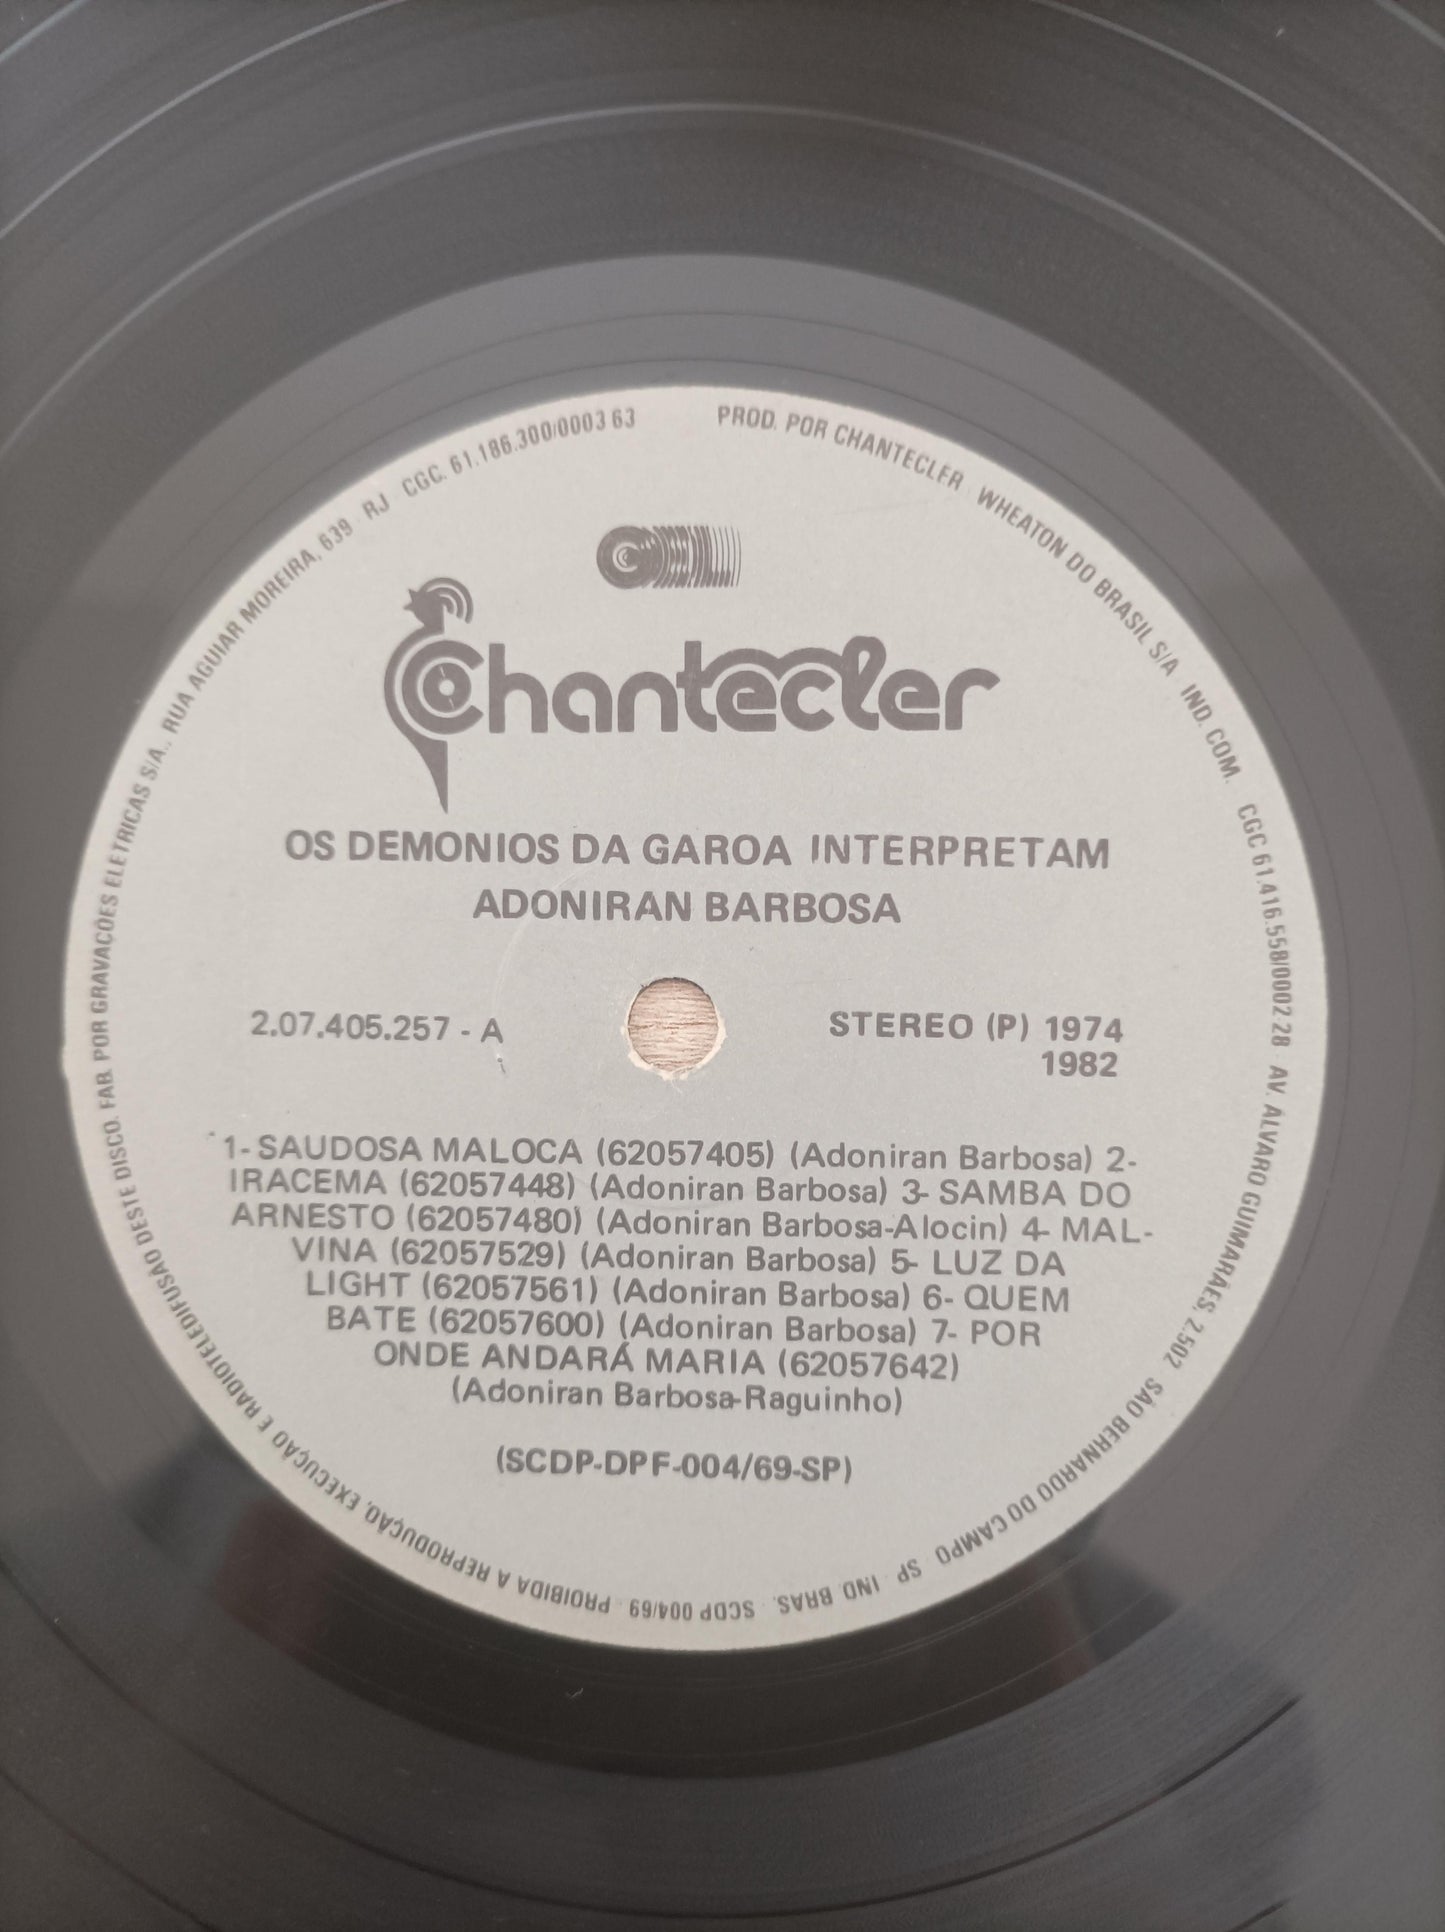 Chantecler
OS DEMONIOS DA GAROA INTERPRETAM
ADONIRAN BARBOSA
2.07.405.257 - A
STEREO (P) 1974
1982
1- SAUDOSA MALOCA (62057405) (Adoniran Barbosa) 2-
IRACEMA (62057448) (Adoniran Barbosa) 3- SAMBA DO
ARNESTO (62057480) (Adoniran Barbosa-Alocin) 4- MAL-
VINA (62057529) (Adoniran Barbosa) 5- LUZ DA
LIGHT (62057561) (Adoniran Barbosa) 6- QUEM
BATE (62057600) (Adoniran Barbosa) 7- POR
ONDE ANDARÁ MARIA (62057642)
(Adoniran Barbosa-Raguinho)
(SCDP-DPF-004/69-SP)
PROD. POR CHANTECLER · WHEATON DO BRASIL S/A · IND. COM. · CGC 61.416.558/0002 28 · AV. ALVARO GUIMARAES, 2.502 · SÃO BERNARDO DO CAMPO · SP · IND. BRAS. · SCDP 004/69 · PROIBIDA A REPRODUÇÃO, EXECUÇÃO E RADIOTELEDIFUSÃO DESTE DISCO. FAB. POR GRAVAÇÕES ELETRICAS S/A., RUA AGUIAR MOREIRA, 639 · RJ · CGC. 61.186.300/0003 63